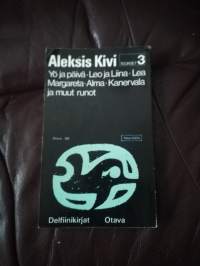 Aleksis Kivi
TEOKSET 3
Yö ja päivä · Leo ja Liina · Lea
Margareta · Alma · Kanervala
ja muut runot
Delfiinikirjat Otava